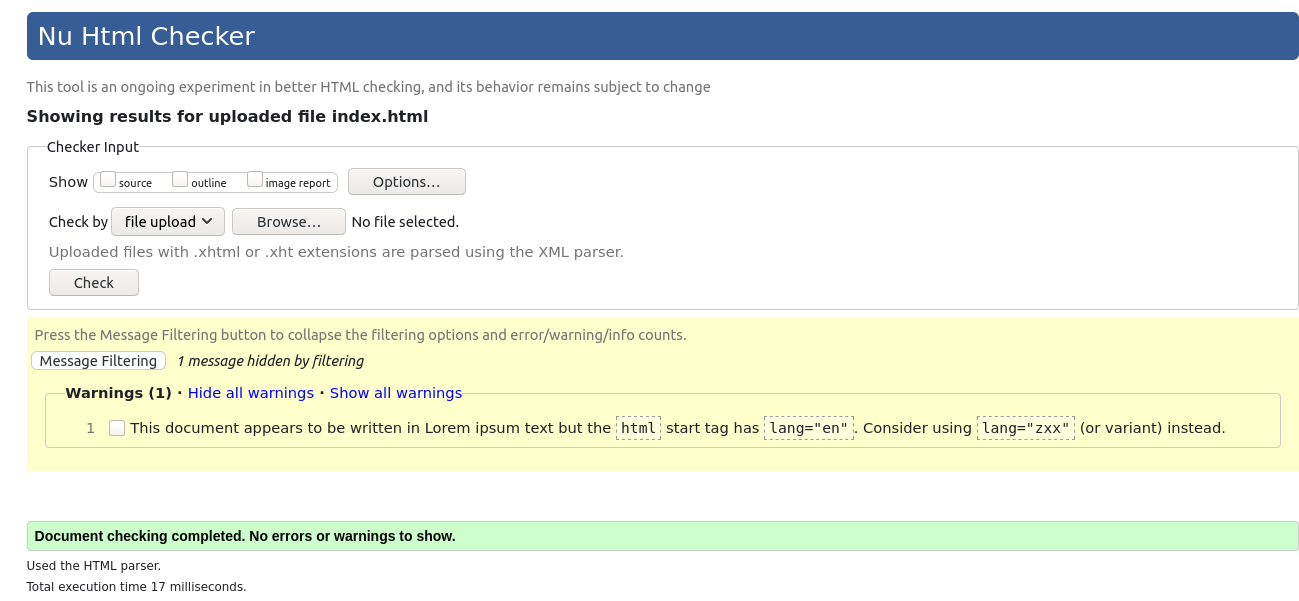 Nu Html Checker
This tool is an ongoing experiment in better HTML checking, and its behavior remains subject to change
Showing results for uploaded file index.html
Checker Input
Show source outline image report Options...
Check by file upload Browse... No file selected.
Uploaded files with .xhtml or .xht extensions are parsed using the XML parser.
Check
Press the Message Filtering button to collapse the filtering options and error/warning/info counts.
Message Filtering 1 message hidden by filtering
Warnings (1) · Hide all warnings · Show all warnings
1 This document appears to be written in Lorem ipsum text but the html start tag has lang="en". Consider using lang="zxx" (or variant) instead.
Document checking completed. No errors or warnings to show.
Used the HTML parser.
Total execution time 17 milliseconds.